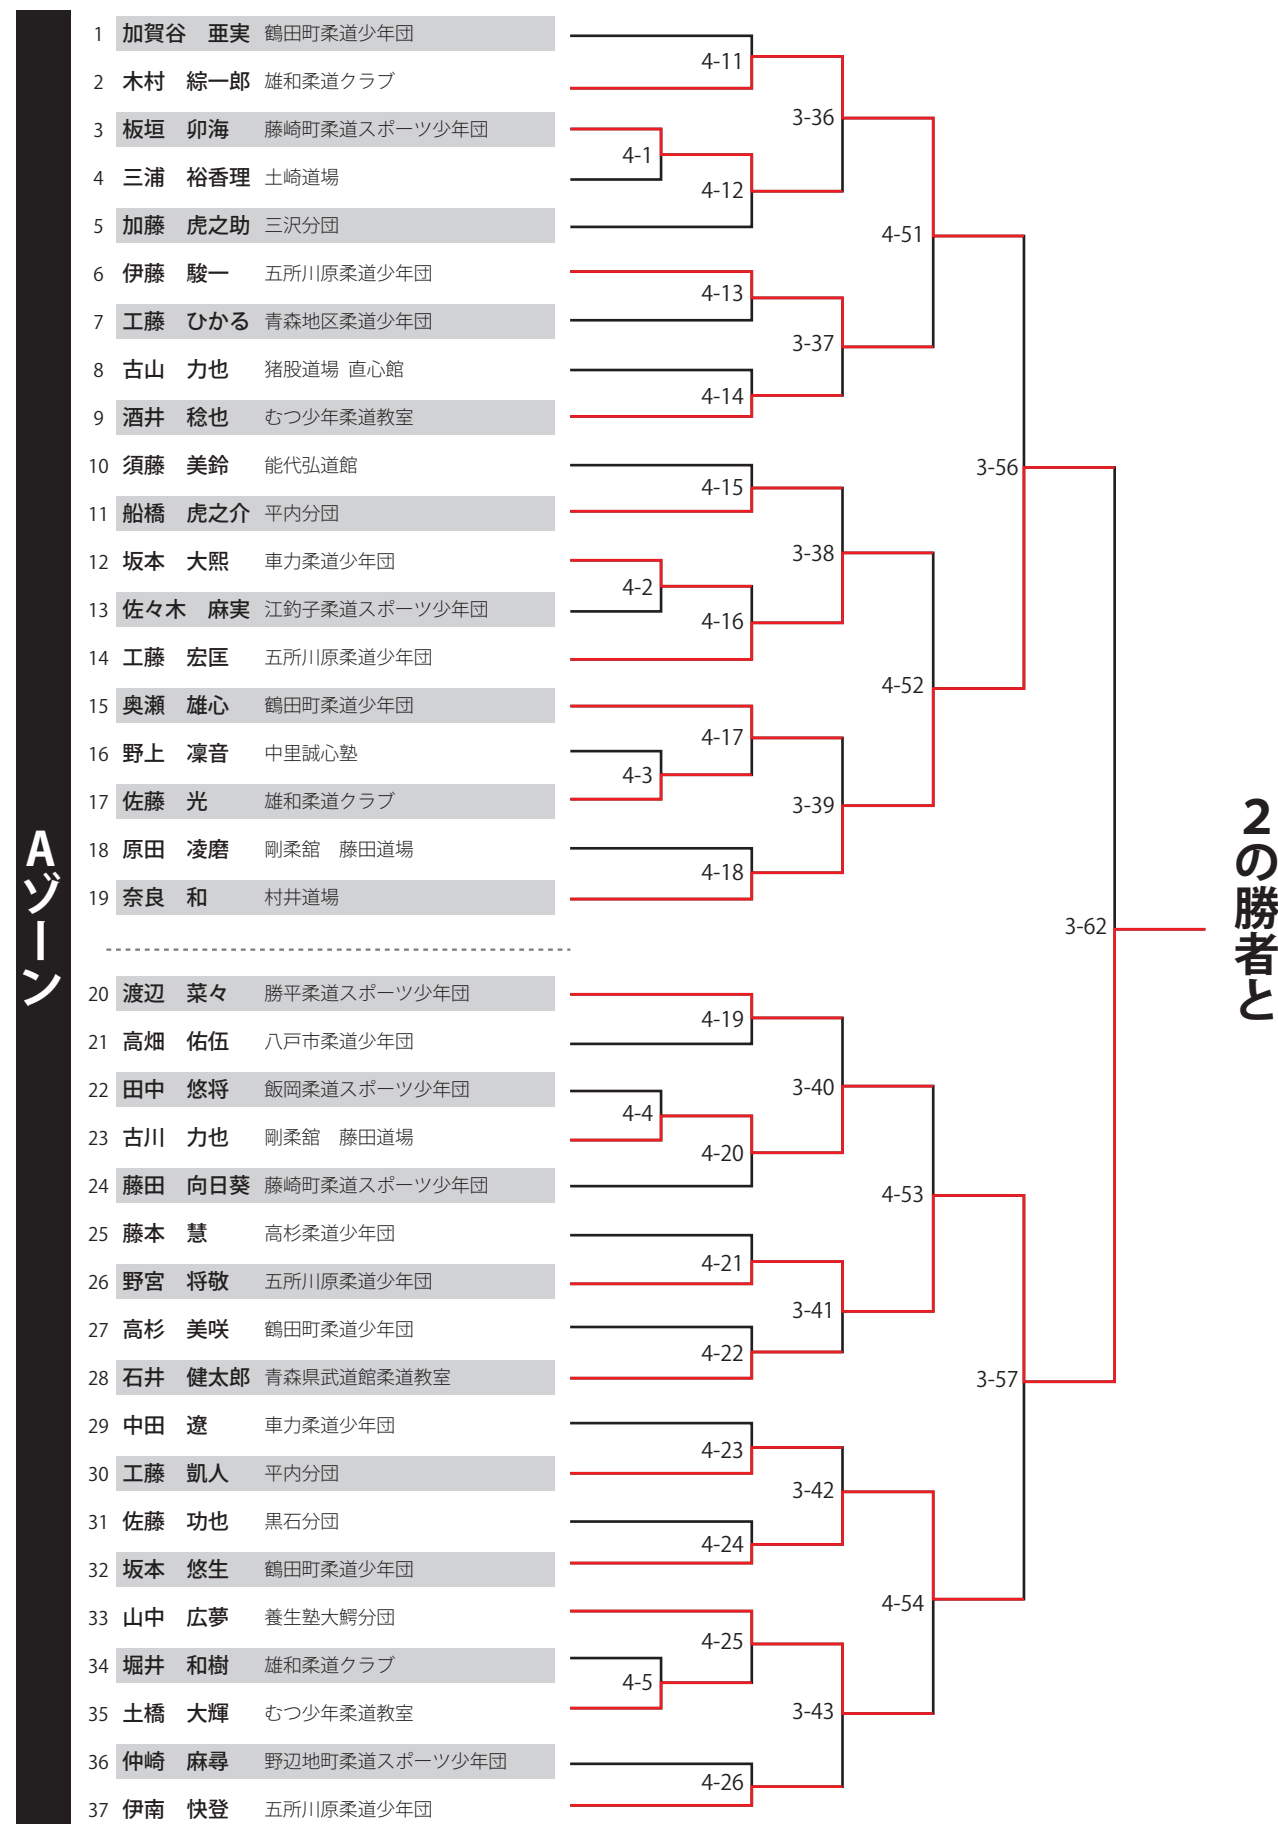 Aゾーン
1 加賀谷　亜実 鶴田町柔道少年団
2 木村　綜一郎 雄和柔道クラブ
3 板垣　卯海 藤崎町柔道スポーツ少年団
4 三浦　裕香理 土崎道場
5 加藤　虎之助 三沢分団
6 伊藤　駿一 五所川原柔道少年団
7 工藤　ひかる 青森地区柔道少年団
8 古山　力也 猪股道場 直心館
9 酒井　稔也 むつ少年柔道教室
10 須藤　美鈴 能代弘道館
11 船橋　虎之介 平内分団
12 坂本　大熙 車力柔道少年団
13 佐々木　麻実 江釣子柔道スポーツ少年団
14 工藤　宏匡 五所川原柔道少年団
15 奥瀬　雄心 鶴田町柔道少年団
16 野上　凜音 中里誠心塾
17 佐藤　光 雄和柔道クラブ
18 原田　凌磨 剛柔舘　藤田道場
19 奈良　和 村井道場
20 渡辺　菜々 勝平柔道スポーツ少年団
21 高畑　佑伍 八戸市柔道少年団
22 田中　悠将 飯岡柔道スポーツ少年団
23 古川　力也 剛柔舘　藤田道場
24 藤田　向日葵 藤崎町柔道スポーツ少年団
25 藤本　慧 高杉柔道少年団
26 野宮　将敬 五所川原柔道少年団
27 高杉　美咲 鶴田町柔道少年団
28 石井　健太郎 青森県武道館柔道教室
29 中田　遼 車力柔道少年団
30 工藤　凱人 平内分団
31 佐藤　功也 黒石分団
32 坂本　悠生 鶴田町柔道少年団
33 山中　広夢 養生塾大鰐分団
34 堀井　和樹 雄和柔道クラブ
35 土橋　大輝 むつ少年柔道教室
36 仲崎　麻尋 野辺地町柔道スポーツ少年団
37 伊南　快登 五所川原柔道少年団
4-1
4-2
4-3
4-4
4-5
4-11
4-12
4-13
4-14
4-15
4-16
4-17
4-18
4-19
4-20
4-21
4-22
4-23
4-24
4-25
4-26
3-36
3-37
3-38
3-39
3-40
3-41
3-42
3-43
4-51
4-52
4-53
4-54
3-56
3-57
3-62
2の勝者と